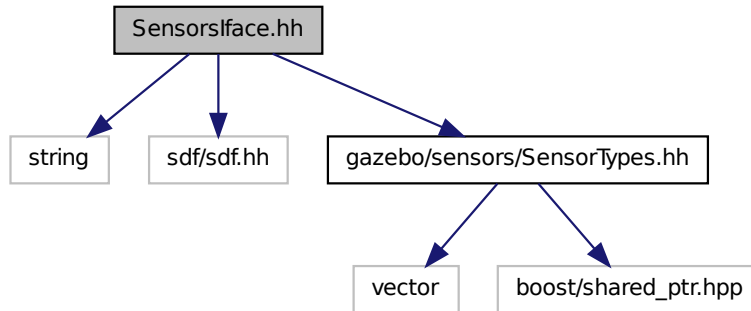 SensorsIface.hh
string
sdf/sdf.hh
gazebo/sensors/SensorTypes.hh
vector
boost/shared_ptr.hpp